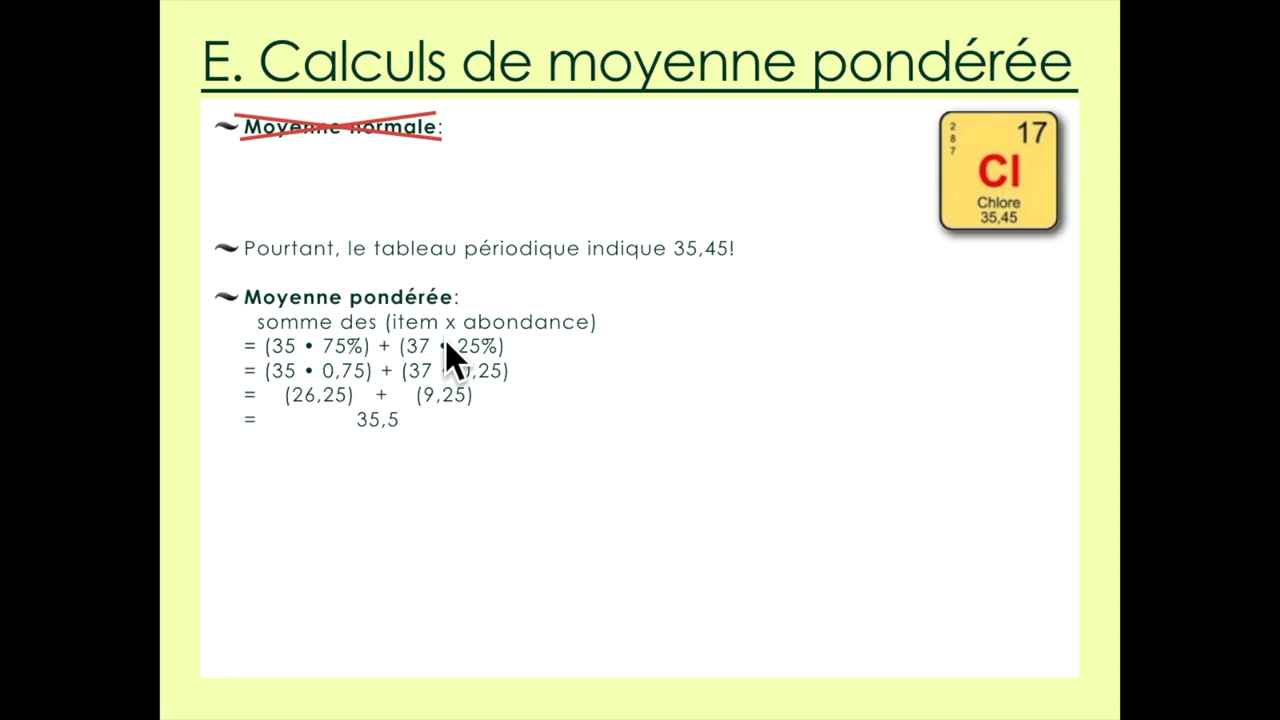 E. Calculs de moyenne pondérée
Moyenne normale:
2
8
7
17
Cl
Chlore
35,45
Pourtant, le tableau périodique indique 35,45!
Moyenne pondérée:
somme des (item x abondance)
= (35 • 75%) + (37 • 25%)
= (35 • 0,75) + (37 0,25)
= (26,25) + (9,25)
= 35,5